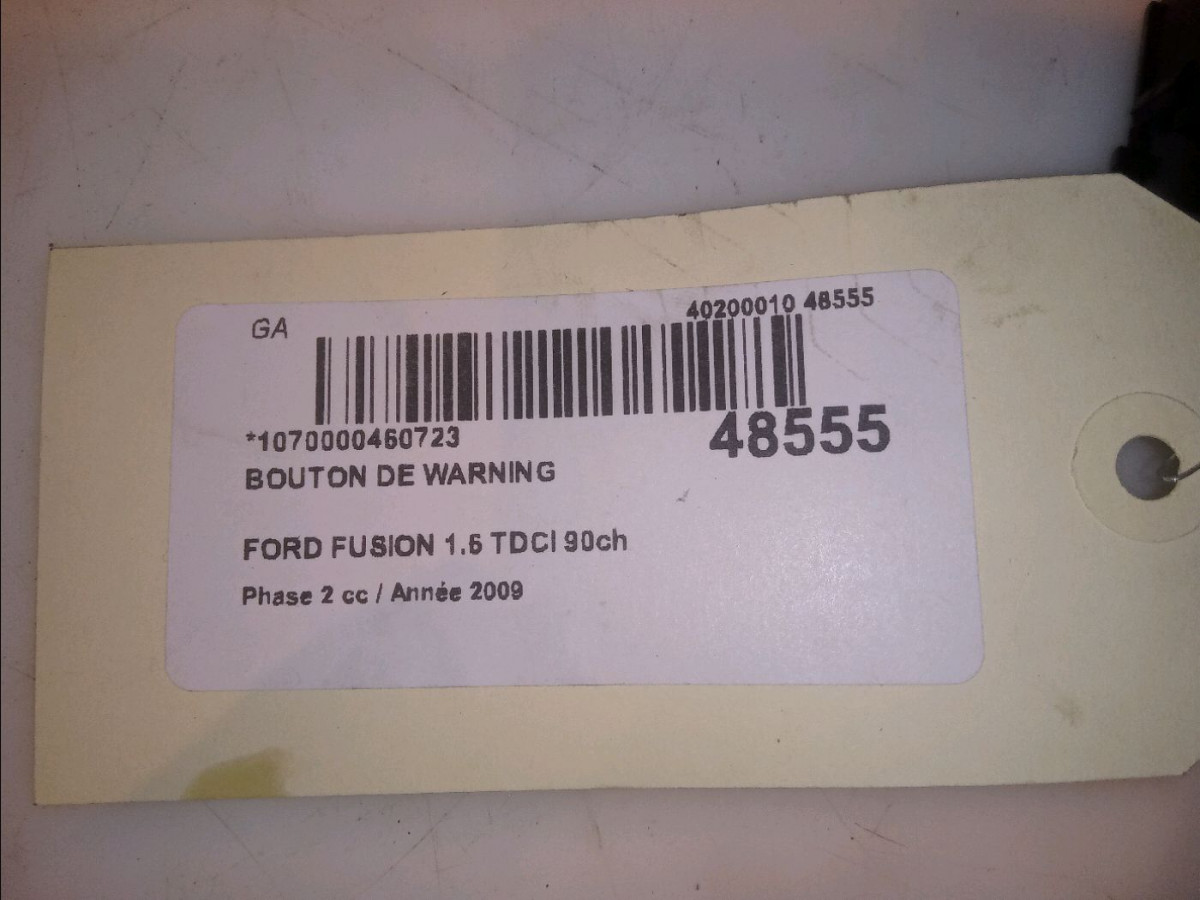 GA
40200010 48555
*1070000460723
48555
BOUTON DE WARNING
FORD FUSION 1.6 TDCI 90ch
Phase 2 cc / Année 2009